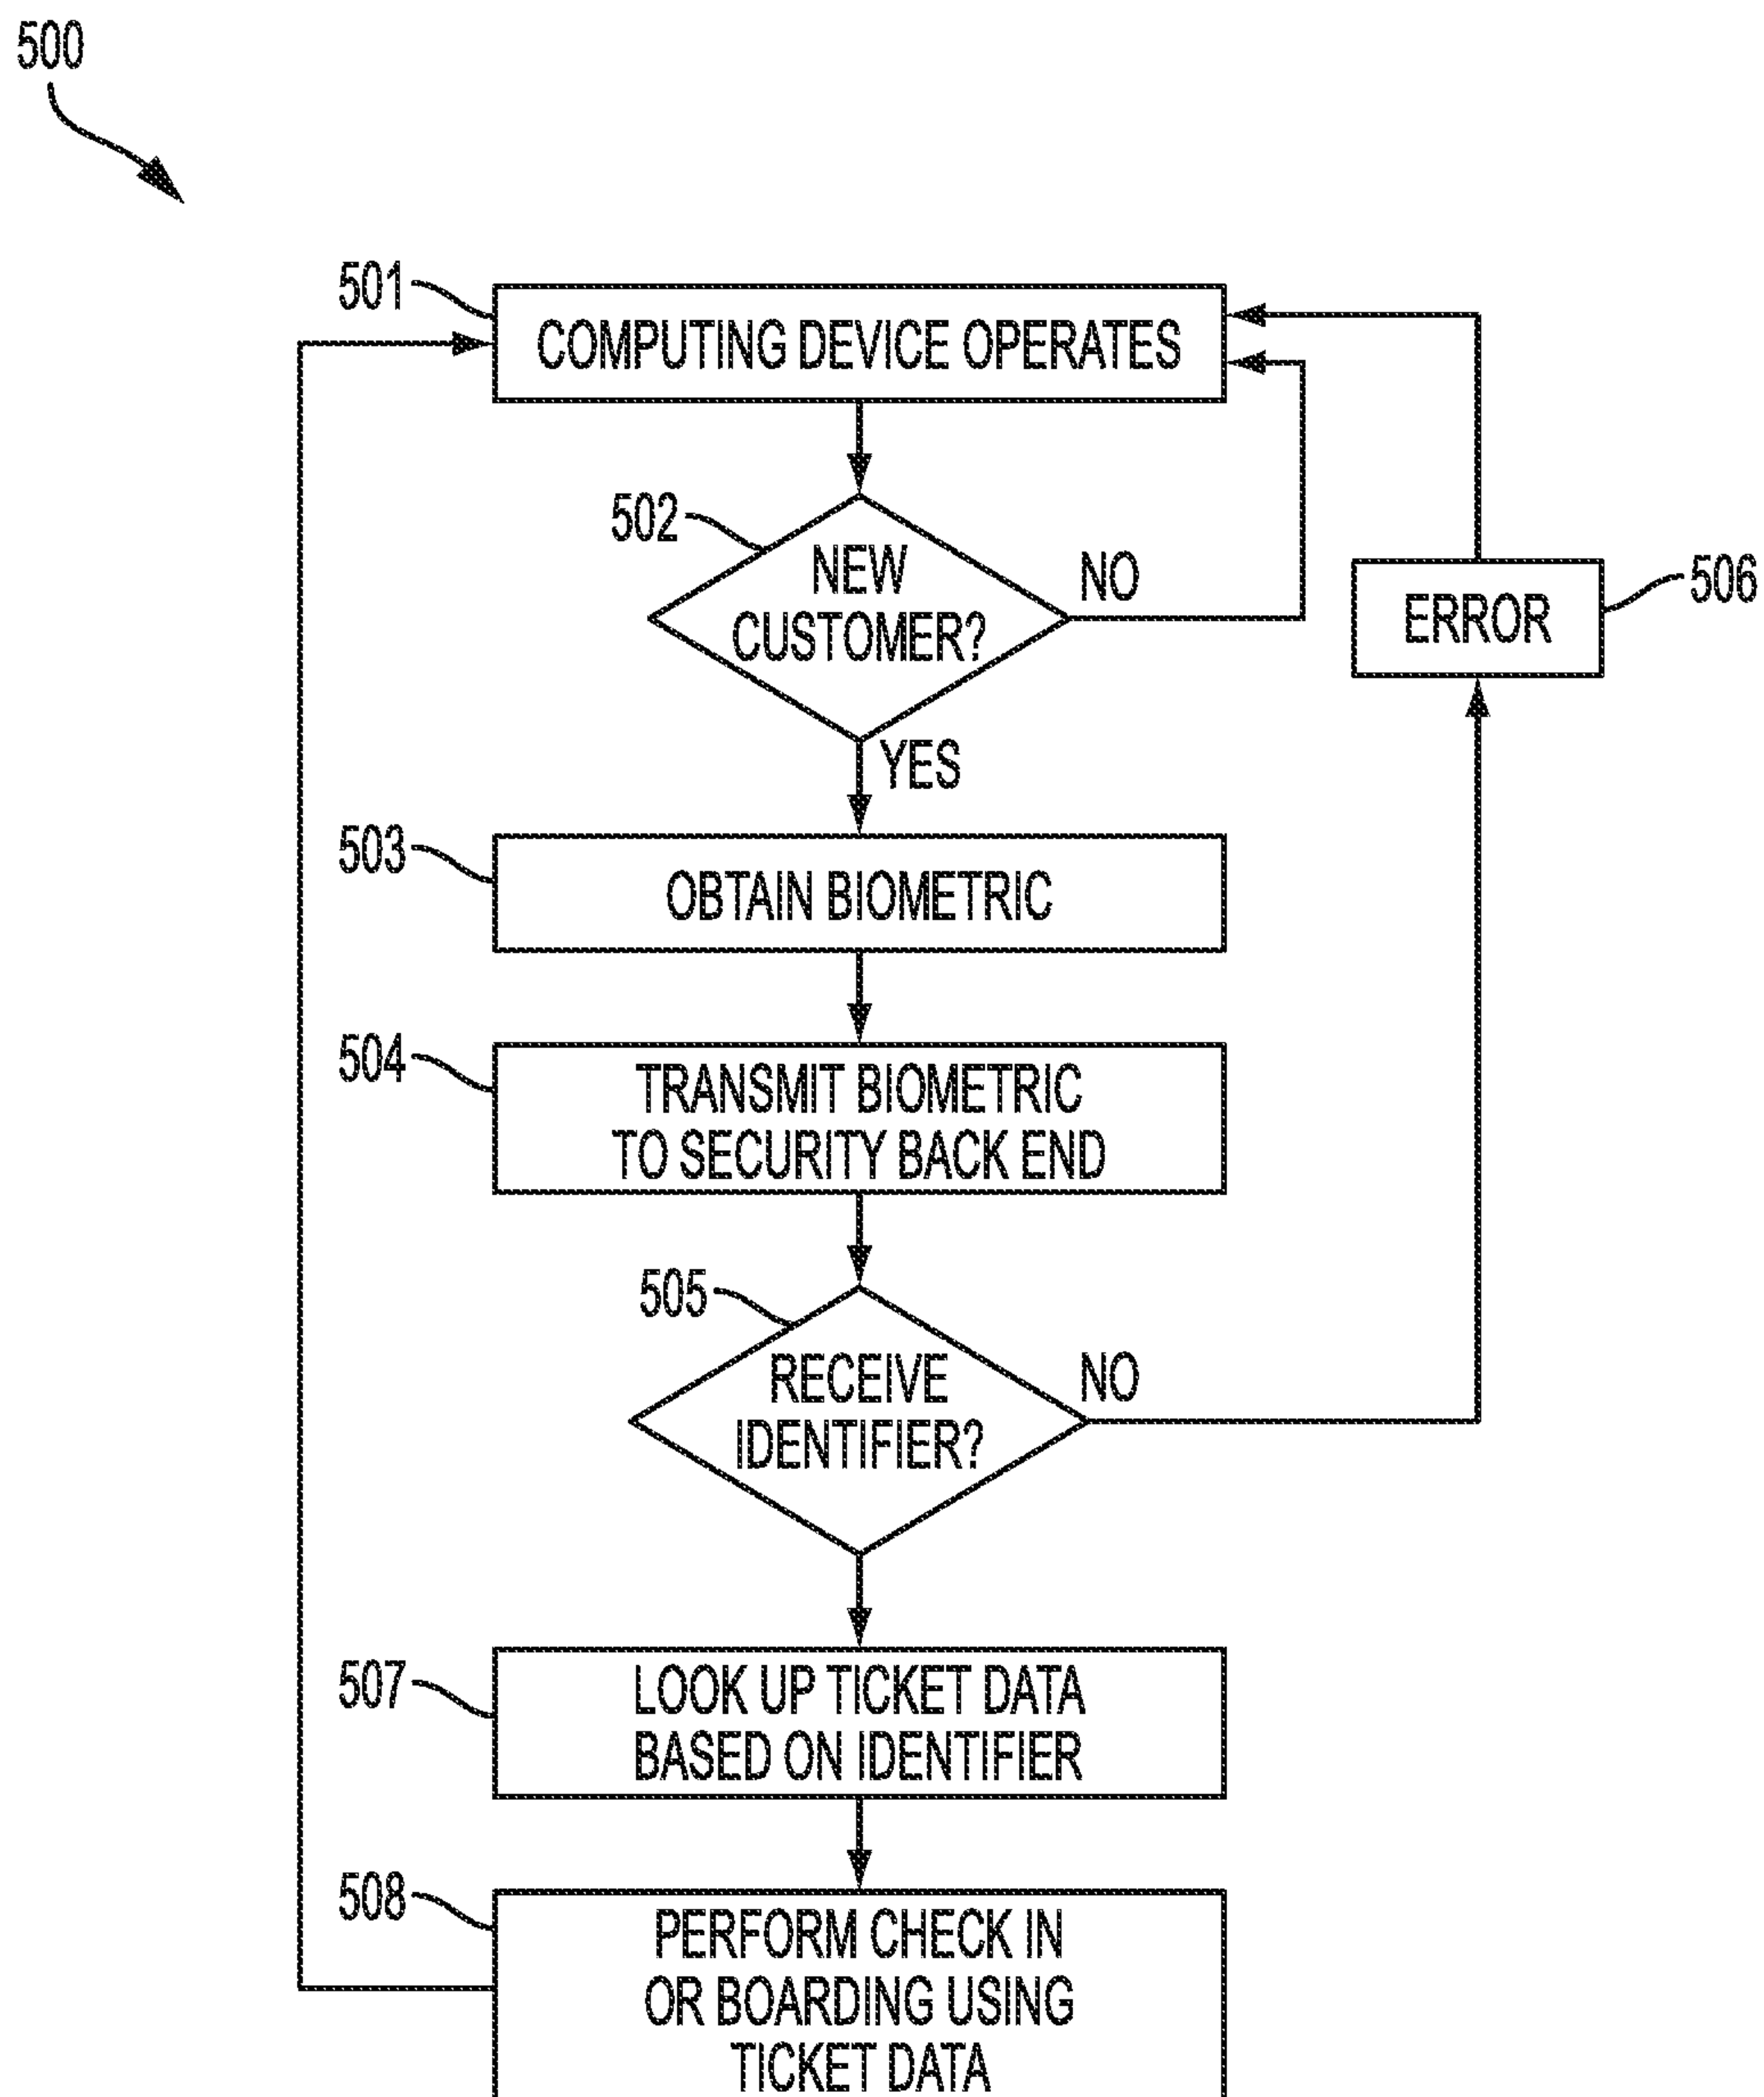 500
501
COMPUTING DEVICE OPERATES
502
NEW
CUSTOMER?
NO
506
ERROR
YES
503
OBTAIN BIOMETRIC
504
TRANSMIT BIOMETRIC
TO SECURITY BACK END
505
RECEIVE
IDENTIFIER?
NO
507
LOOK UP TICKET DATA
BASED ON IDENTIFIER
508
PERFORM CHECK IN
OR BOARDING USING
TICKET DATA